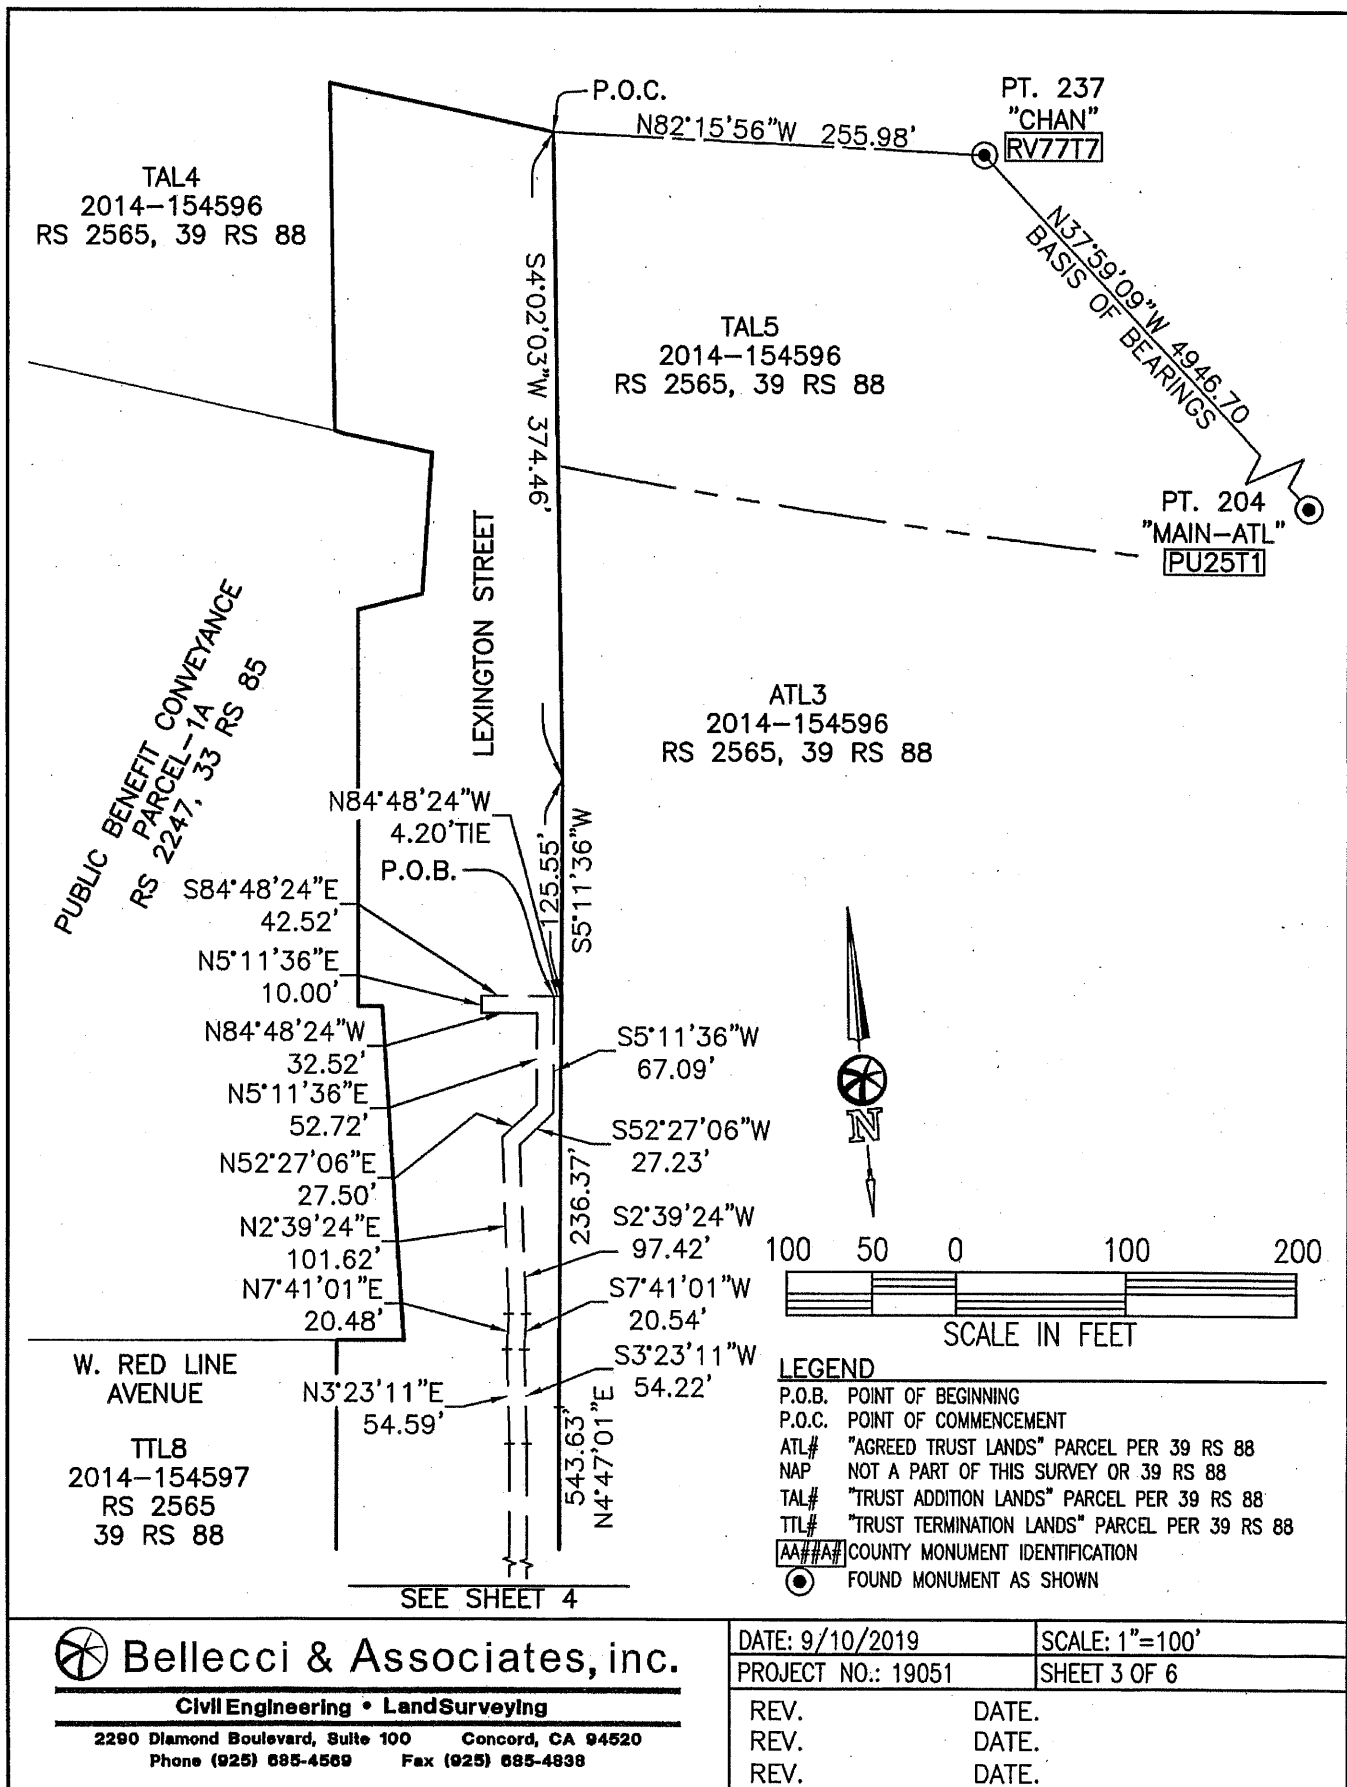 P.O.C.
N82°15'56"W 255.98'
PT. 237
"CHAN"
RV77T7
TAL4
2014-154596
RS 2565, 39 RS 88
N37°59'09"W 4946.70
BASIS OF BEARINGS
S4°02'03"W 374.46'
TAL5
2014-154596
RS 2565, 39 RS 88
PT. 204
"MAIN-ATL"
PU25T1
LEXINGTON STREET
PUBLIC BENEFIT CONVEYANCE
PARCEL-1A
RS 2247, 33 RS 85
ATL3
2014-154596
RS 2565, 39 RS 88
N84°48'24"W
4.20'TIE
P.O.B.
125.55'
S5°11'36"W
S84°48'24"E
42.52'
N5°11'36"E
10.00'
N84°48'24"W
32.52'
N5°11'36"E
52.72'
N52°27'06"E
27.50'
N2°39'24"E
101.62'
N7°41'01"E
20.48'
N3°23'11"E
54.59'
S5°11'36"W
67.09'
S52°27'06"W
27.23'
236.37'
S2°39'24"W
97.42'
S7°41'01"W
20.54'
S3°23'11"W
54.22'
543.63'
N4°47'01"E
N
100 50 0 100 200
SCALE IN FEET
W. RED LINE
AVENUE
TTL8
2014-154597
RS 2565
39 RS 88
SEE SHEET 4
LEGEND
P.O.B. POINT OF BEGINNING
P.O.C. POINT OF COMMENCEMENT
ATL# "AGREED TRUST LANDS" PARCEL PER 39 RS 88
NAP NOT A PART OF THIS SURVEY OR 39 RS 88
TAL# "TRUST ADDITION LANDS" PARCEL PER 39 RS 88
TTL# "TRUST TERMINATION LANDS" PARCEL PER 39 RS 88
AA##A# COUNTY MONUMENT IDENTIFICATION
FOUND MONUMENT AS SHOWN
Bellecci & Associates, inc.
Civil Engineering • Land Surveying
2290 Diamond Boulevard, Suite 100 Concord, CA 94520
Phone (925) 685-4569 Fax (925) 685-4838
DATE: 9/10/2019 SCALE: 1"=100'
PROJECT NO.: 19051 SHEET 3 OF 6
REV. DATE.
REV. DATE.
REV. DATE.